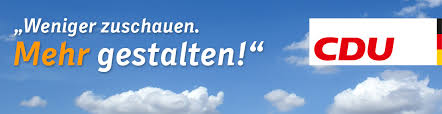 „Weniger zuschauen.
Mehr gestalten!“
CDU